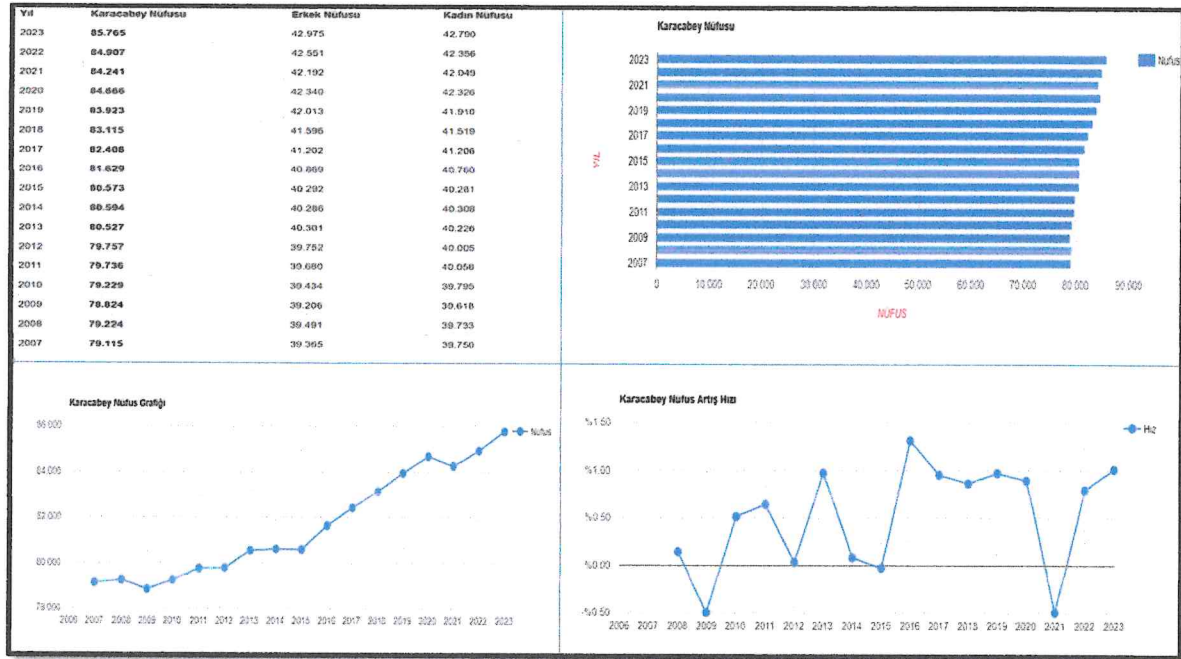 Yıl Karacabey Nüfusu Erkek Nüfusu Kadın Nüfusu
2023 85.765 42.975 42.790
2022 84.907 42.551 42.356
2021 84.241 42.192 42.049
2020 84.666 42.340 42.326
2019 83.923 42.013 41.910
2018 83.115 41.596 41.519
2017 82.408 41.202 41.206
2016 81.629 40.869 40.760
2015 80.573 40.292 40.281
2014 80.594 40.286 40.308
2013 80.527 40.301 40.226
2012 79.757 39.752 40.005
2011 79.736 39.680 40.056
2010 79.229 39.434 39.795
2009 78.824 39.206 39.618
2008 79.224 39.491 39.733
2007 79.115 39.365 39.750
Karacabey Nüfusu
Nufus
YIL
2023
2021
2019
2017
2015
2013
2011
2009
2007
0 10.000 20.000 30.000 40.000 50.000 60.000 70.000 80.000 90.000
NUFUS
Karacabey Nufus Grafiği
Nufus
86.000
84.000
82.000
80.000
78.000
2006 2007 2008 2009 2010 2011 2012 2013 2014 2015 2016 2017 2018 2019 2020 2021 2022 2023
Karacabey Nufus Artış Hızı
Hız
%1.50
%1.00
%0.50
%0.00
-%0.50
2006 2007 2008 2009 2010 2011 2012 2013 2014 2015 2016 2017 2018 2019 2020 2021 2022 2023